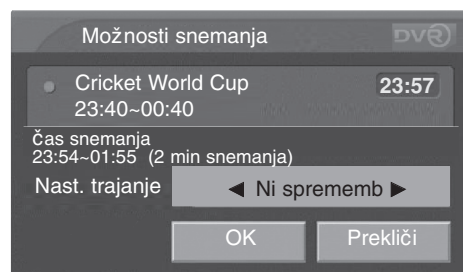 Možnosti snemanja DVR
Cricket World Cup 23:57
23:40~00:40
Čas snemanja
23:54~01:55 (2 min snemanja)
Nast. trajanje ◄ Ni sprememb ►
OK Prekliči